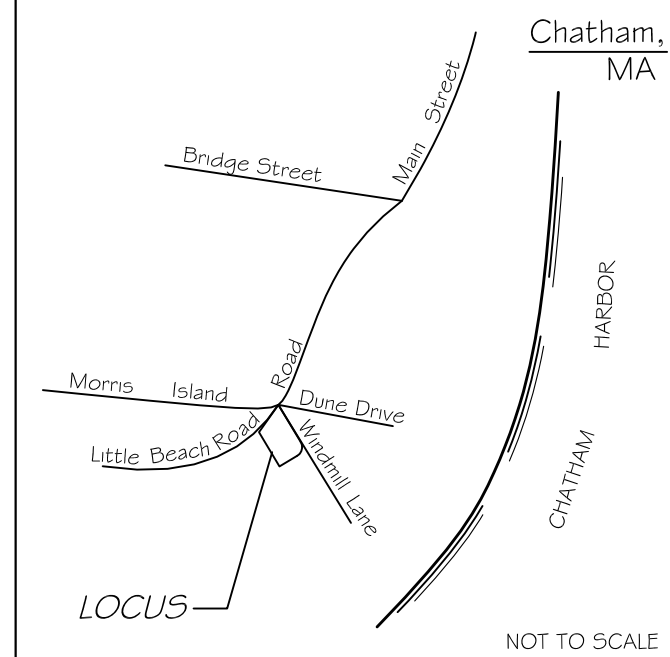 Chatham,
MA
Main Street
Bridge Street
HARBOR
Road
Morris Island
Dune Drive
Little Beach Road
Windmill Lane
CHATHAM
LOCUS
NOT TO SCALE